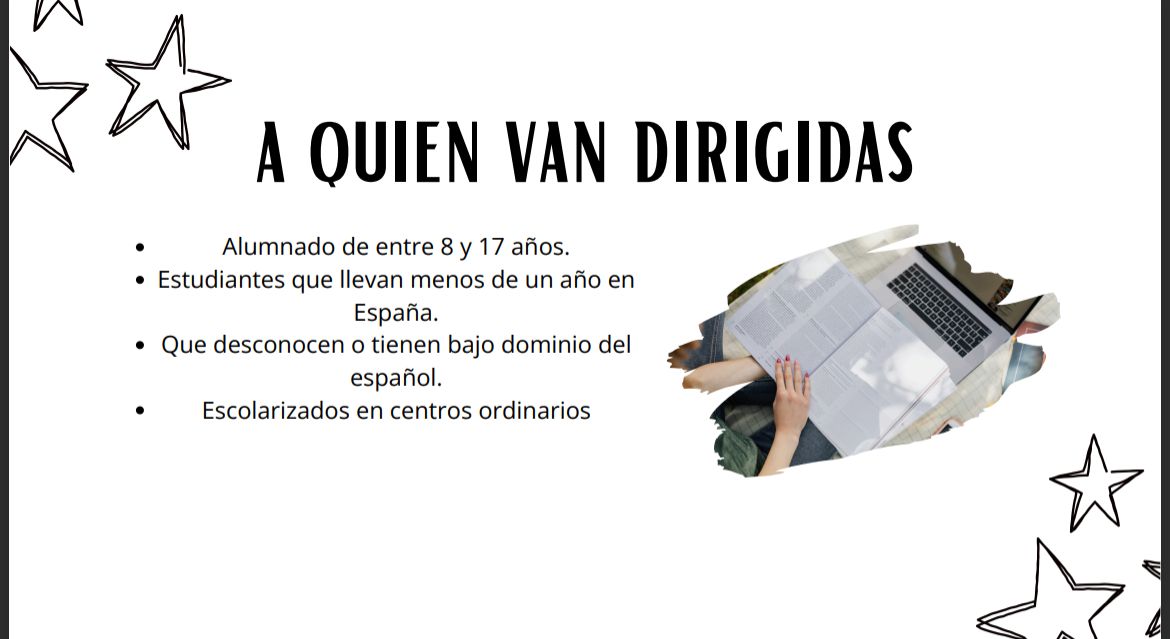 A QUIEN VAN DIRIGIDAS
• Alumnado de entre 8 y 17 años.
• Estudiantes que llevan menos de un año en
España.
• Que desconocen o tienen bajo dominio del
español.
• Escolarizados en centros ordinarios